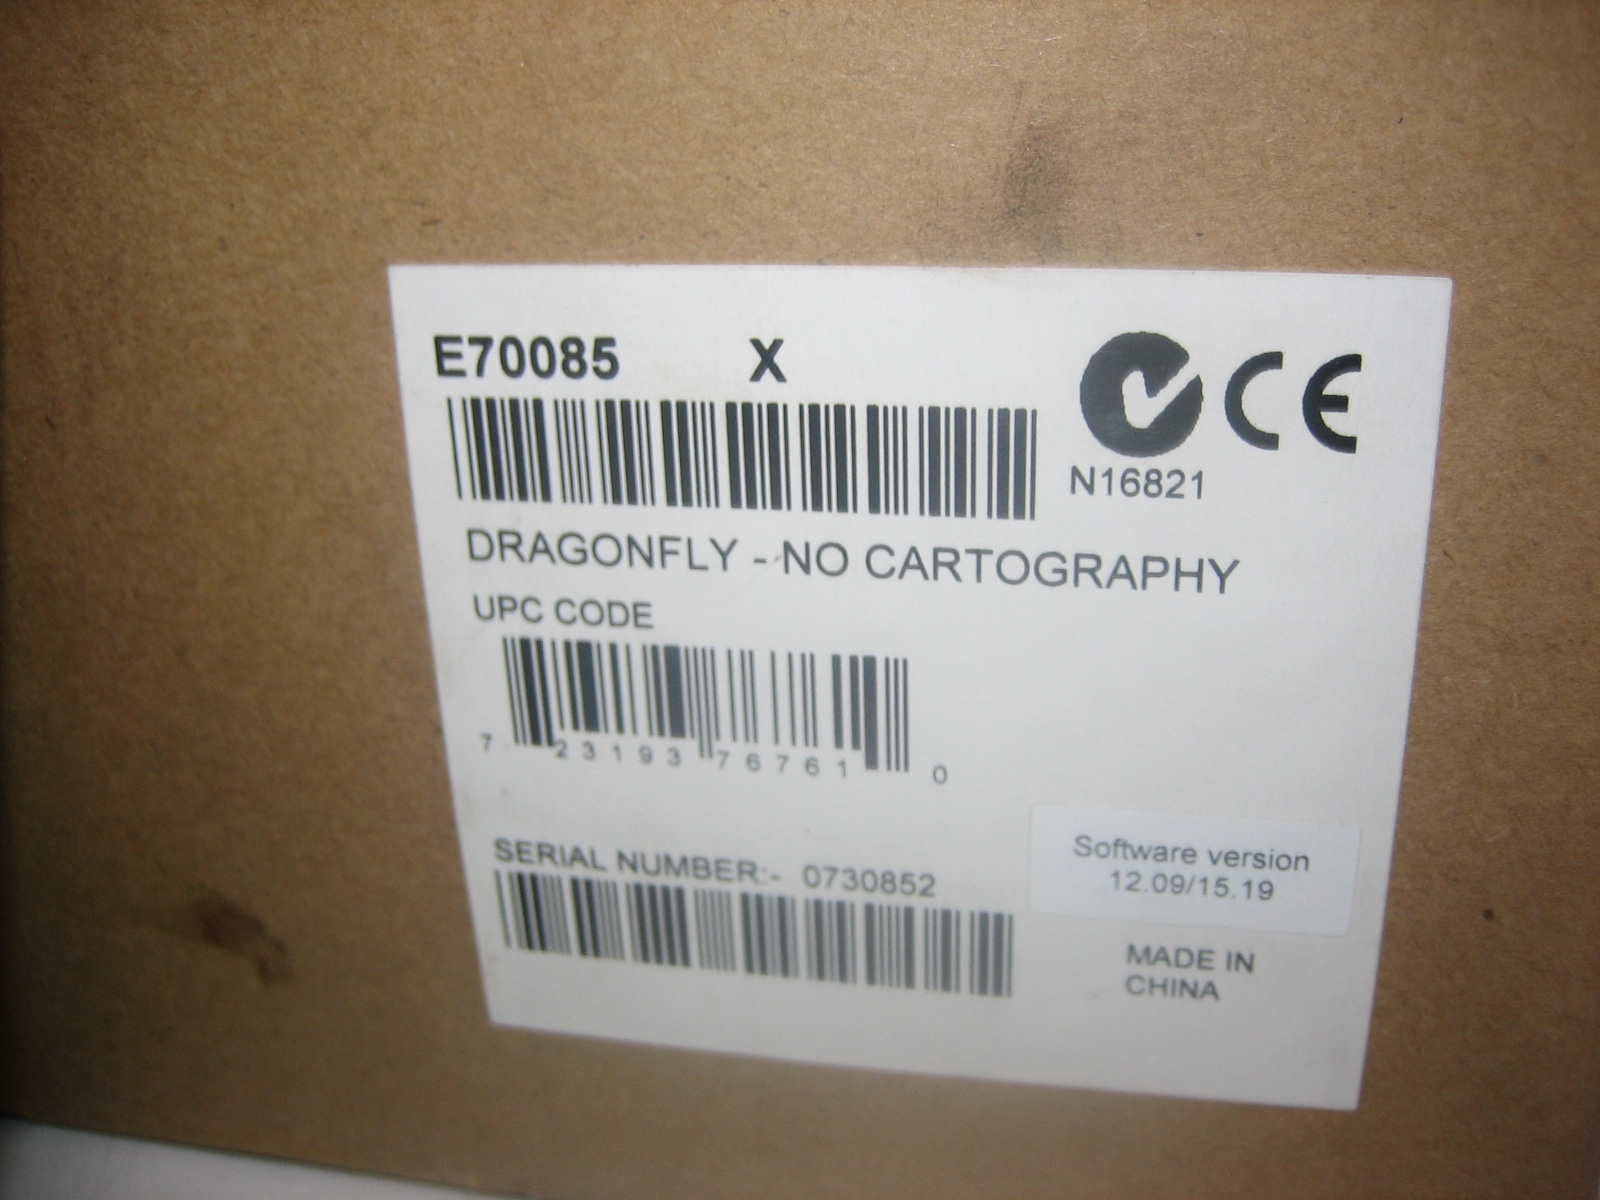 E70085 X
CE
N16821
DRAGONFLY - NO CARTOGRAPHY
UPC CODE
7 23193 76761 0
SERIAL NUMBER:- 0730852
Software version
12.09/15.19
MADE IN
CHINA